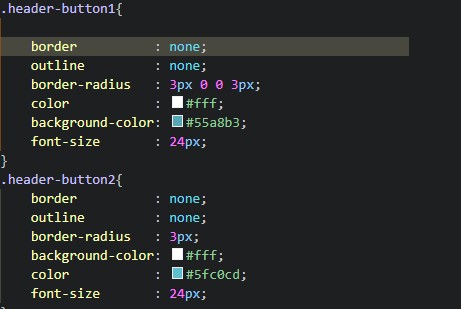 .header-button1{
border : none;
outline : none;
border-radius : 3px 0 0 3px;
color : #fff;
background-color: #55a8b3;
font-size : 24px;
}
.header-button2{
border : none;
outline : none;
border-radius : 3px;
background-color: #fff;
color : #5fc0cd;
font-size : 24px;
}